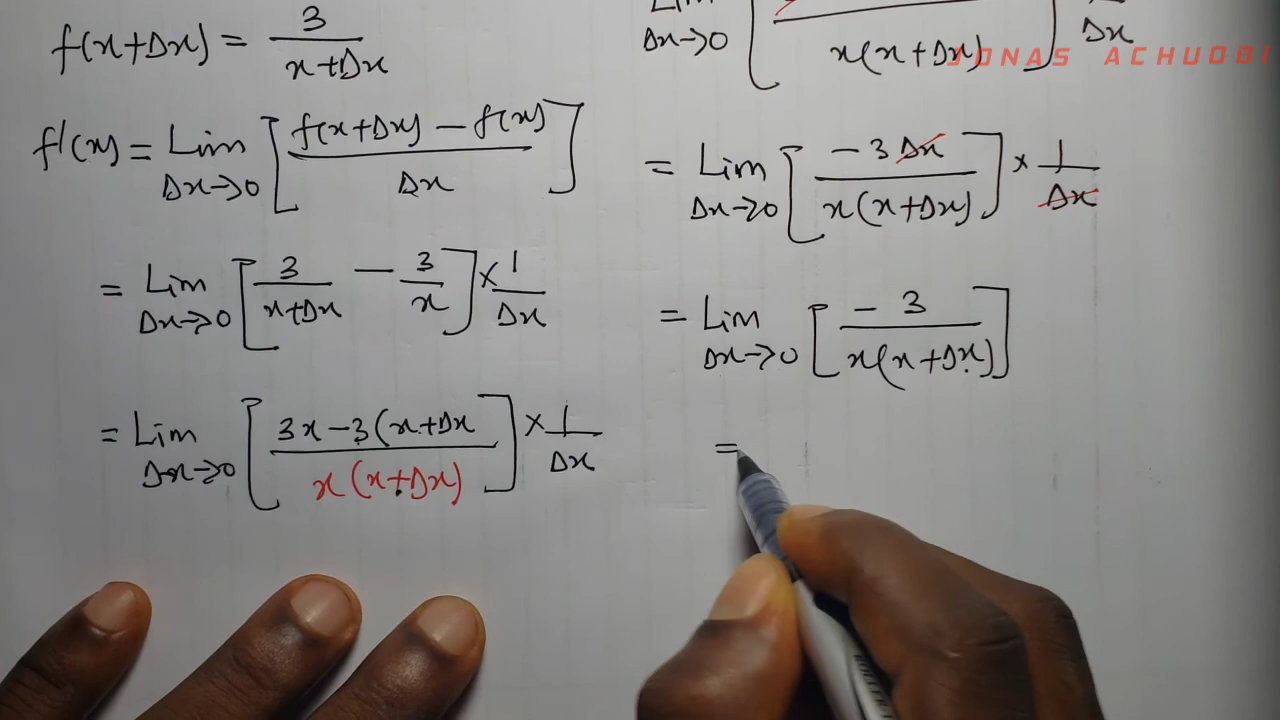 f(x+Δx) = 3/(x+Δx)
f'(x) = Lim Δx→0 [(f(x+Δx) − f(x))/Δx]
= Lim Δx→0 [3/(x+Δx) − 3/x] × 1/Δx
= Lim Δx→0 [(3x−3(x+Δx)/(x(x+Δx))] × 1/Δx
Δx→0 [x(x+Δx)] Δx
JONAS ACHUOBI
= Lim Δx→0 [−3Δx/(x(x+Δx))] × 1/Δx
= Lim Δx→0 [−3/(x(x+Δx))]
=